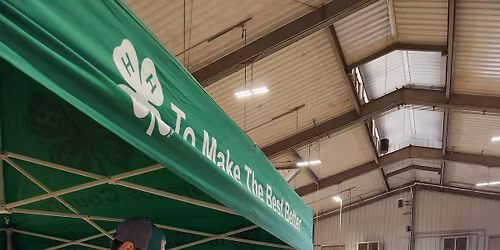 H H
To Make The Best Better